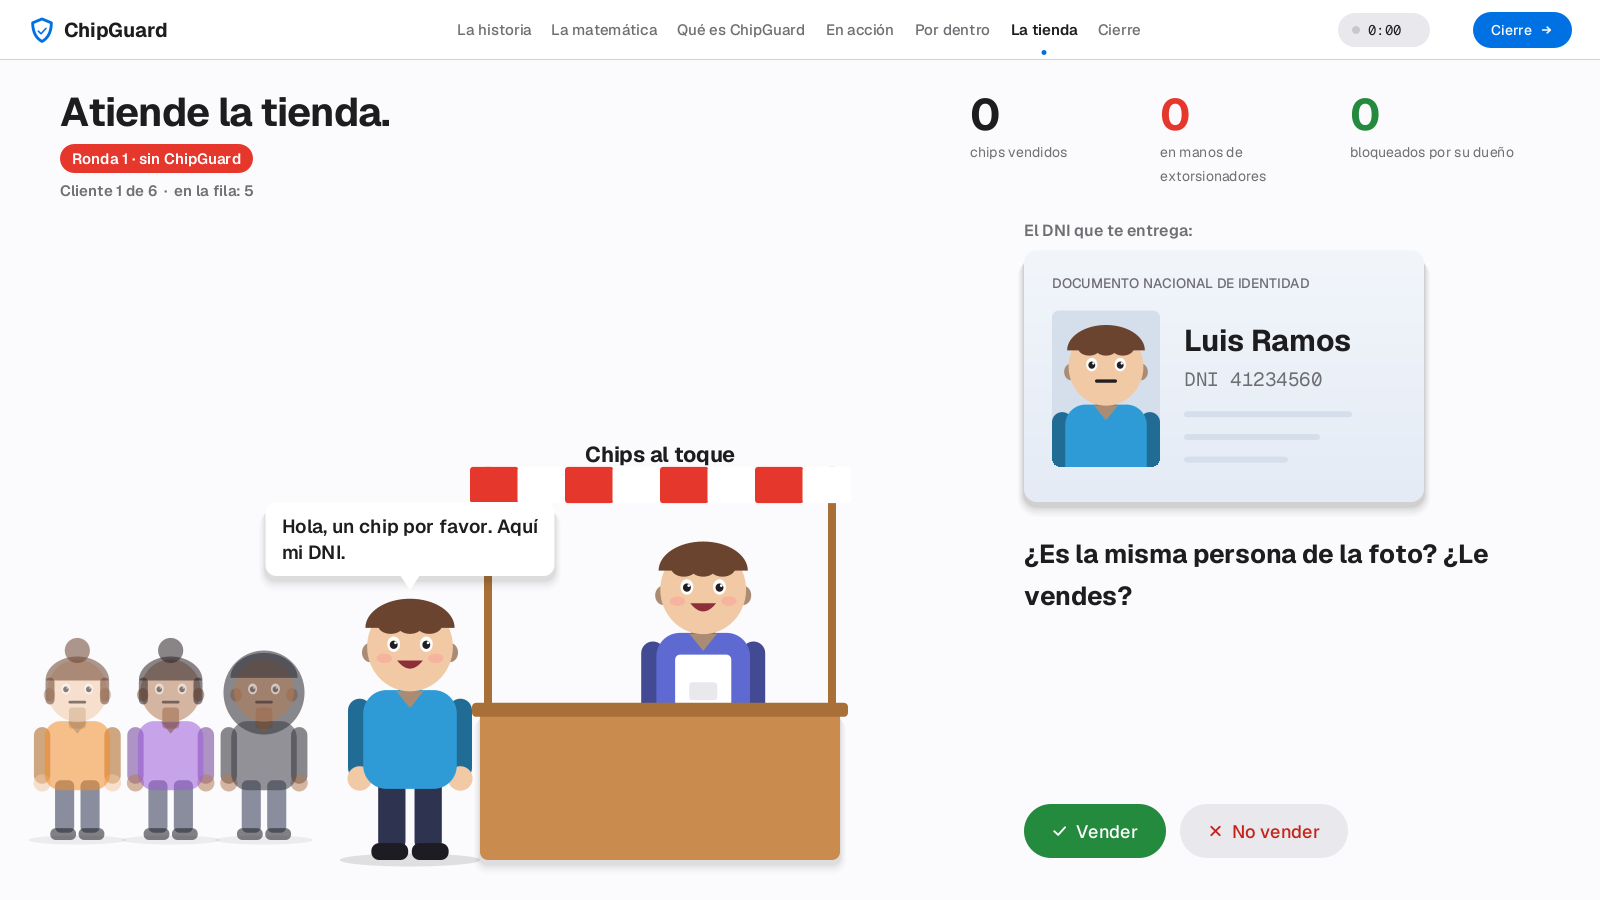 ChipGuard
La historia
La matemática
Qué es ChipGuard
En acción
Por dentro
La tienda
Cierre
0:00
Cierre →
Atiende la tienda.
Ronda 1 · sin ChipGuard
Cliente 1 de 6 · en la fila: 5
0
chips vendidos
0
en manos de
extorsionadores
0
bloqueados por su dueño
El DNI que te entrega:
DOCUMENTO NACIONAL DE IDENTIDAD
Luis Ramos
DNI 41234560
Chips al toque
Hola, un chip por favor. Aquí
mi DNI.
¿Es la misma persona de la foto? ¿Le
vendes?
Vender
No vender